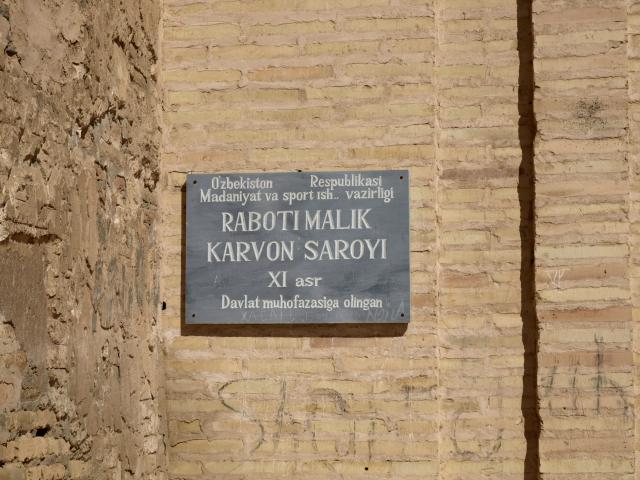 O'zbekiston Respublikasi
Madaniyat va sport ish.. vazirligi
RABOTI MALIK
KARVON SAROYI
XI asr
Davlat muhofazasiga olingan